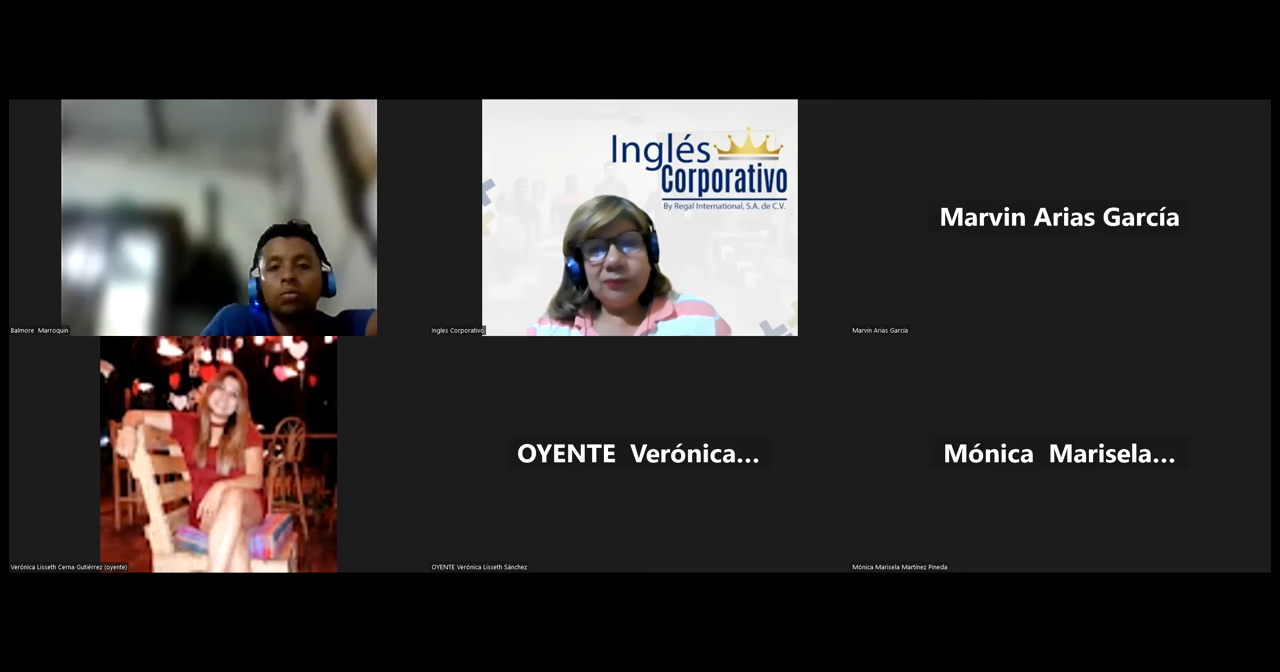 Inglés
Corporativo
By Regal International, S.A. de C.V.
Marvin Arias García
Balmore Marroquin
Ingles Corporativo
Marvin Arias García
OYENTE Verónica...
Mónica Marisela...
Verónica Lisseth Cerna Gutiérrez (oyente)
OYENTE Verónica Lisseth Sánchez
Mónica Marisela Martínez Pineda